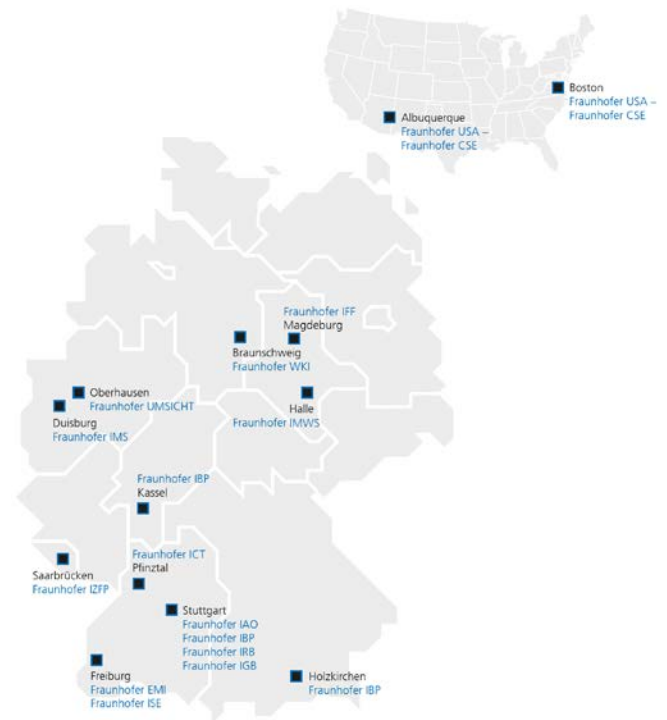 Boston
Fraunhofer USA –
Fraunhofer CSE
Albuquerque
Fraunhofer USA –
Fraunhofer CSE
Fraunhofer IFF
Magdeburg
Braunschweig
Fraunhofer WKI
Oberhausen
Fraunhofer UMSICHT
Duisburg
Fraunhofer IMS
Halle
Fraunhofer IMWS
Fraunhofer IBP
Kassel
Fraunhofer ICT
Pfinztal
Saarbrücken
Fraunhofer IZFP
Stuttgart
Fraunhofer IAO
Fraunhofer IBP
Fraunhofer IRB
Fraunhofer IGB
Freiburg
Fraunhofer EMI
Fraunhofer ISE
Holzkirchen
Fraunhofer IBP